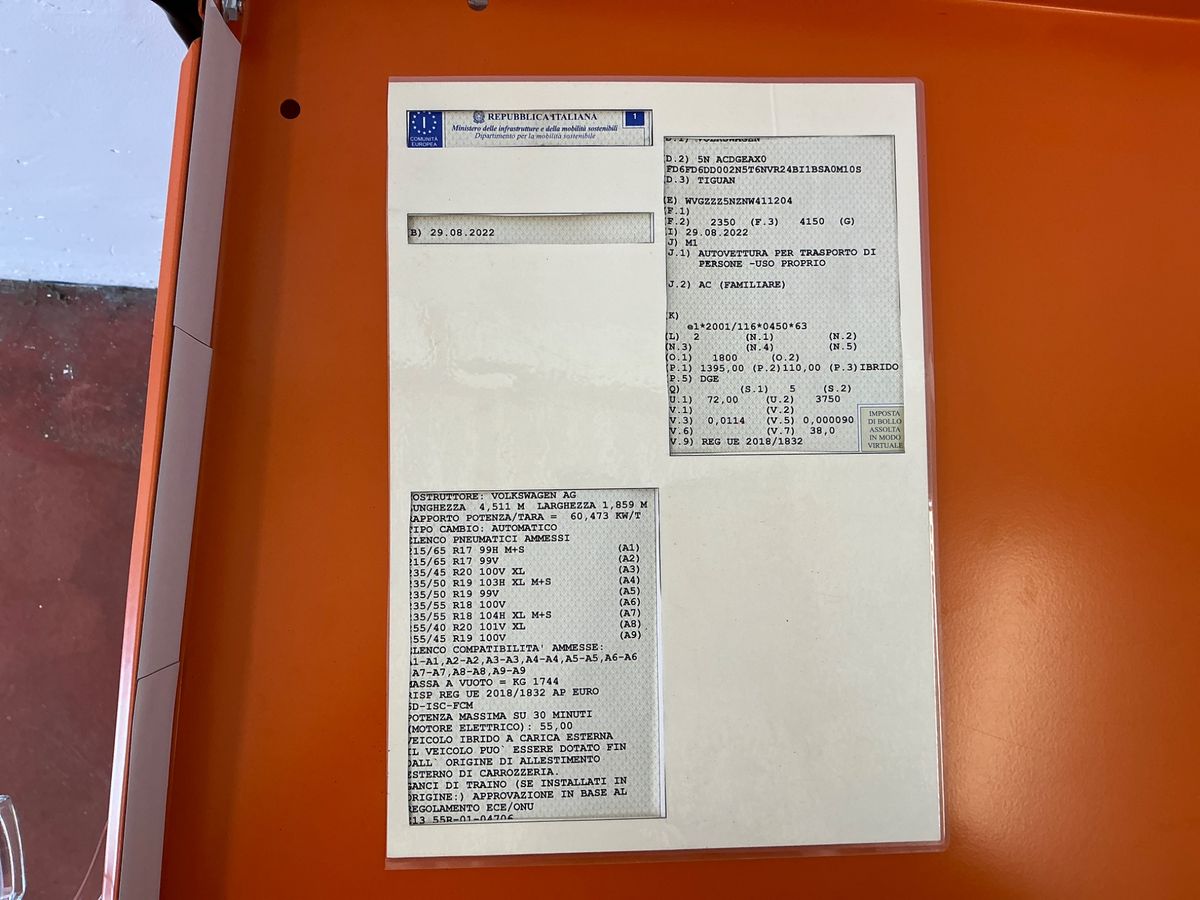 REPUBBLICA ITALIANA
1
Ministero delle infrastrutture e della mobilità sostenibili
Dipartimento per la mobilità sostenibile
I
COMUNITÀ
EUROPEA
B) 29.08.2022
D.1) VOLKSWAGEN
D.2) 5N ACDGEAX0
FD6FD6DD002N5T6NVR24BI1BSA0M10S
D.3) TIGUAN
(E) WVGZZZ5NZNW411204
(F.1)
F.2) 2350 (F.3) 4150 (G)
I) 29.08.2022
J) M1
J.1) AUTOVETTURA PER TRASPORTO DI
PERSONE -USO PROPRIO
J.2) AC (FAMILIARE)
(K)
e1*2001/116*0450*63
(L) 2 (N.1) (N.2)
(N.3) (N.4) (N.5)
(O.1) 1800 (O.2)
(P.1) 1395,00 (P.2)110,00 (P.3)IBRIDO
P.5) DGE
Q) (S.1) 5 (S.2)
U.1) 72,00 (U.2) 3750
V.1) (V.2)
V.3) 0,0114 (V.5) 0,000090
V.6) (V.7) 38,0
V.9) REG UE 2018/1832
IMPOSTA
DI BOLLO
ASSOLTA
IN MODO
VIRTUALE
OSTRUTTORE: VOLKSWAGEN AG
UNGHEZZA 4,511 M LARGHEZZA 1,859 M
APPORTO POTENZA/TARA = 60,473 KW/T
TIPO CAMBIO: AUTOMATICO
ELENCO PNEUMATICI AMMESSI
215/65 R17 99H M+S (A1)
215/65 R17 99V (A2)
235/45 R20 100V XL (A3)
235/50 R19 103H XL M+S (A4)
235/50 R19 99V (A5)
235/55 R18 100V (A6)
235/55 R18 104H XL M+S (A7)
255/40 R20 101V XL (A8)
255/45 R19 100V (A9)
ELENCO COMPATIBILITA' AMMESSE:
A1-A1,A2-A2,A3-A3,A4-A4,A5-A5,A6-A6
A7-A7,A8-A8,A9-A9
MASSA A VUOTO = KG 1744
RISP REG UE 2018/1832 AP EURO
6D-ISC-FCM
POTENZA MASSIMA SU 30 MINUTI
(MOTORE ELETTRICO): 55,00
VEICOLO IBRIDO A CARICA ESTERNA
IL VEICOLO PUO` ESSERE DOTATO FIN
DALL` ORIGINE DI ALLESTIMENTO
ESTERNO DI CARROZZERIA.
GANCI DI TRAINO (SE INSTALLATI IN
ORIGINE:) APPROVAZIONE IN BASE AL
REGOLAMENTO ECE/ONU
E13 55R-01-04706